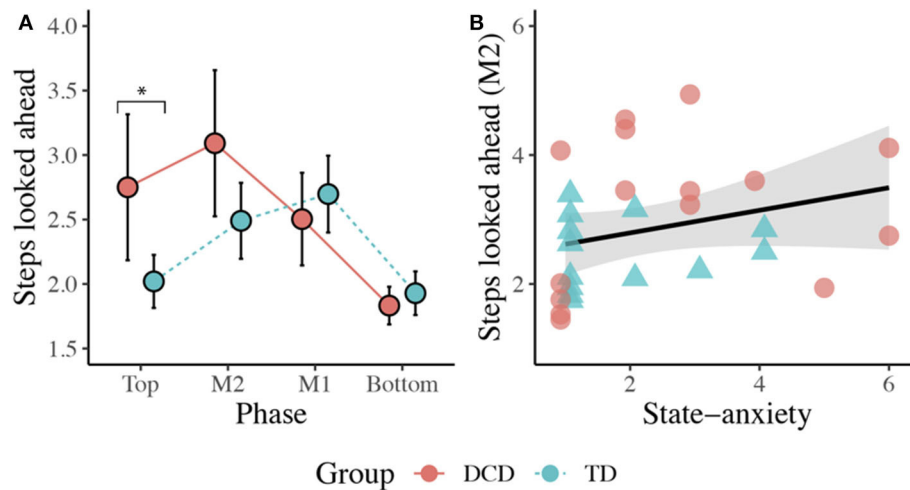 A
B
Steps looked ahead
4.0
3.5
3.0
2.5
2.0
1.5
*
Top M2 M1 Bottom
Phase
Steps looked ahead (M2)
6
4
2
2 4 6
State−anxiety
Group DCD TD